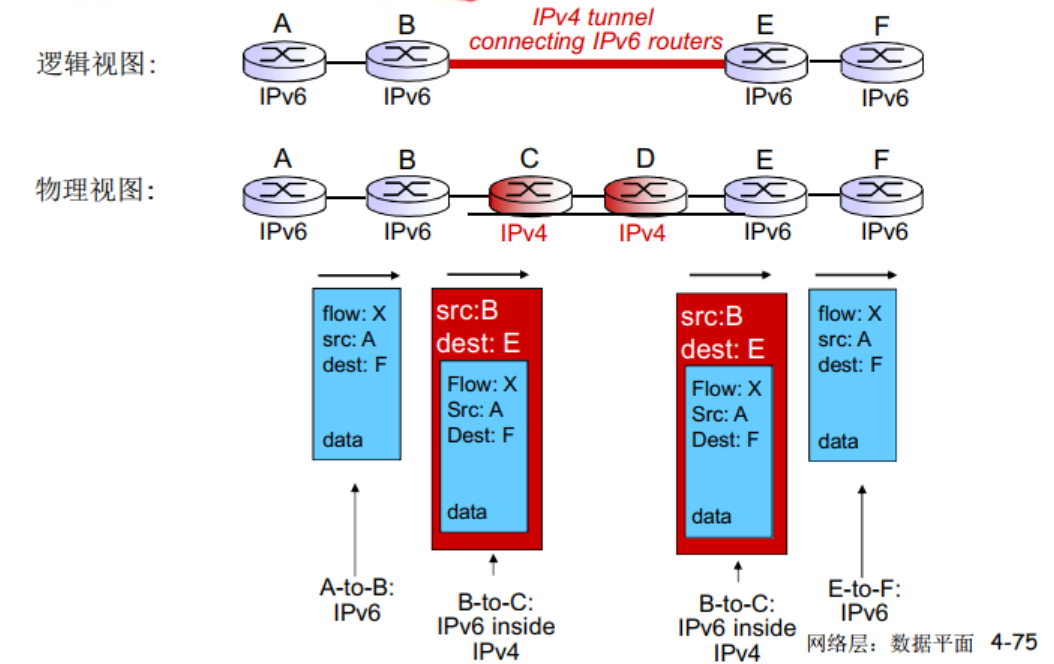 IPv4 tunnel
connecting IPv6 routers
逻辑视图:
A
B
E
F
IPv6
IPv6
IPv6
IPv6
物理视图:
A
B
C
D
E
F
IPv6
IPv6
IPv4
IPv4
IPv6
IPv6
flow: X
src: A
dest: F
data
src:B
dest: E
Flow: X
Src: A
Dest: F
data
src:B
dest: E
Flow: X
Src: A
Dest: F
data
flow: X
src: A
dest: F
data
A-to-B:
IPv6
B-to-C:
IPv6 inside
IPv4
B-to-C:
IPv6 inside
IPv4
E-to-F:
IPv6
网络层：数据平面 4-75